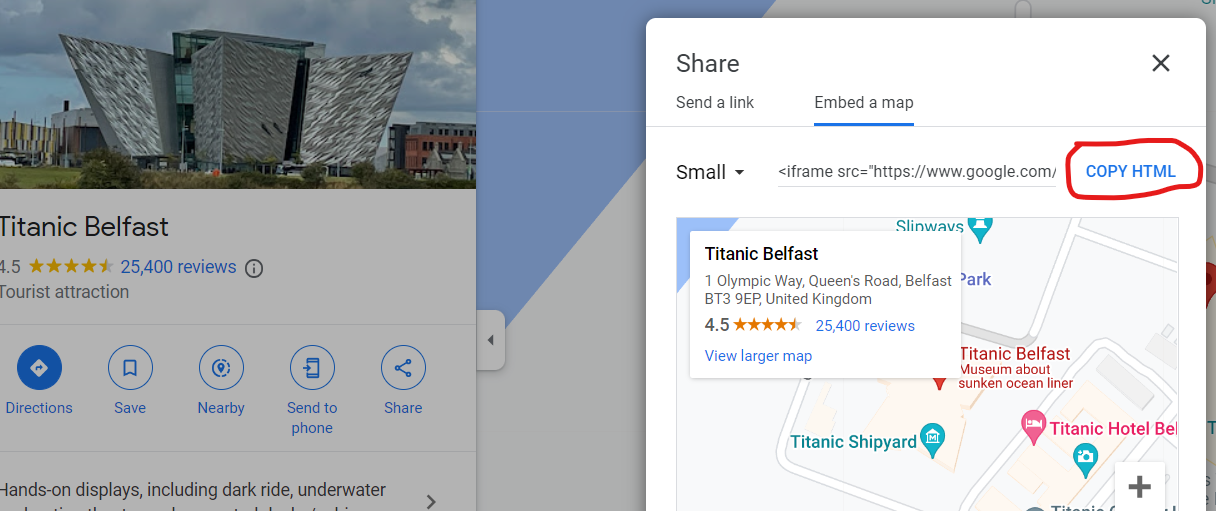 Titanic Belfast
4.5 25,400 reviews
Tourist attraction
Directions
Save
Nearby
Send to
phone
Share
Hands-on displays, including dark ride, underwater
Share
Send a link
Embed a map
Small
<iframe src="https://www.google.com/
COPY HTML
Slipways
Titanic Belfast
1 Olympic Way, Queen's Road, Belfast
BT3 9EP, United Kingdom
4.5 25,400 reviews
View larger map
Park
Titanic Belfast
Museum about
sunken ocean liner
Titanic Shipyard
Titanic Hotel Bel